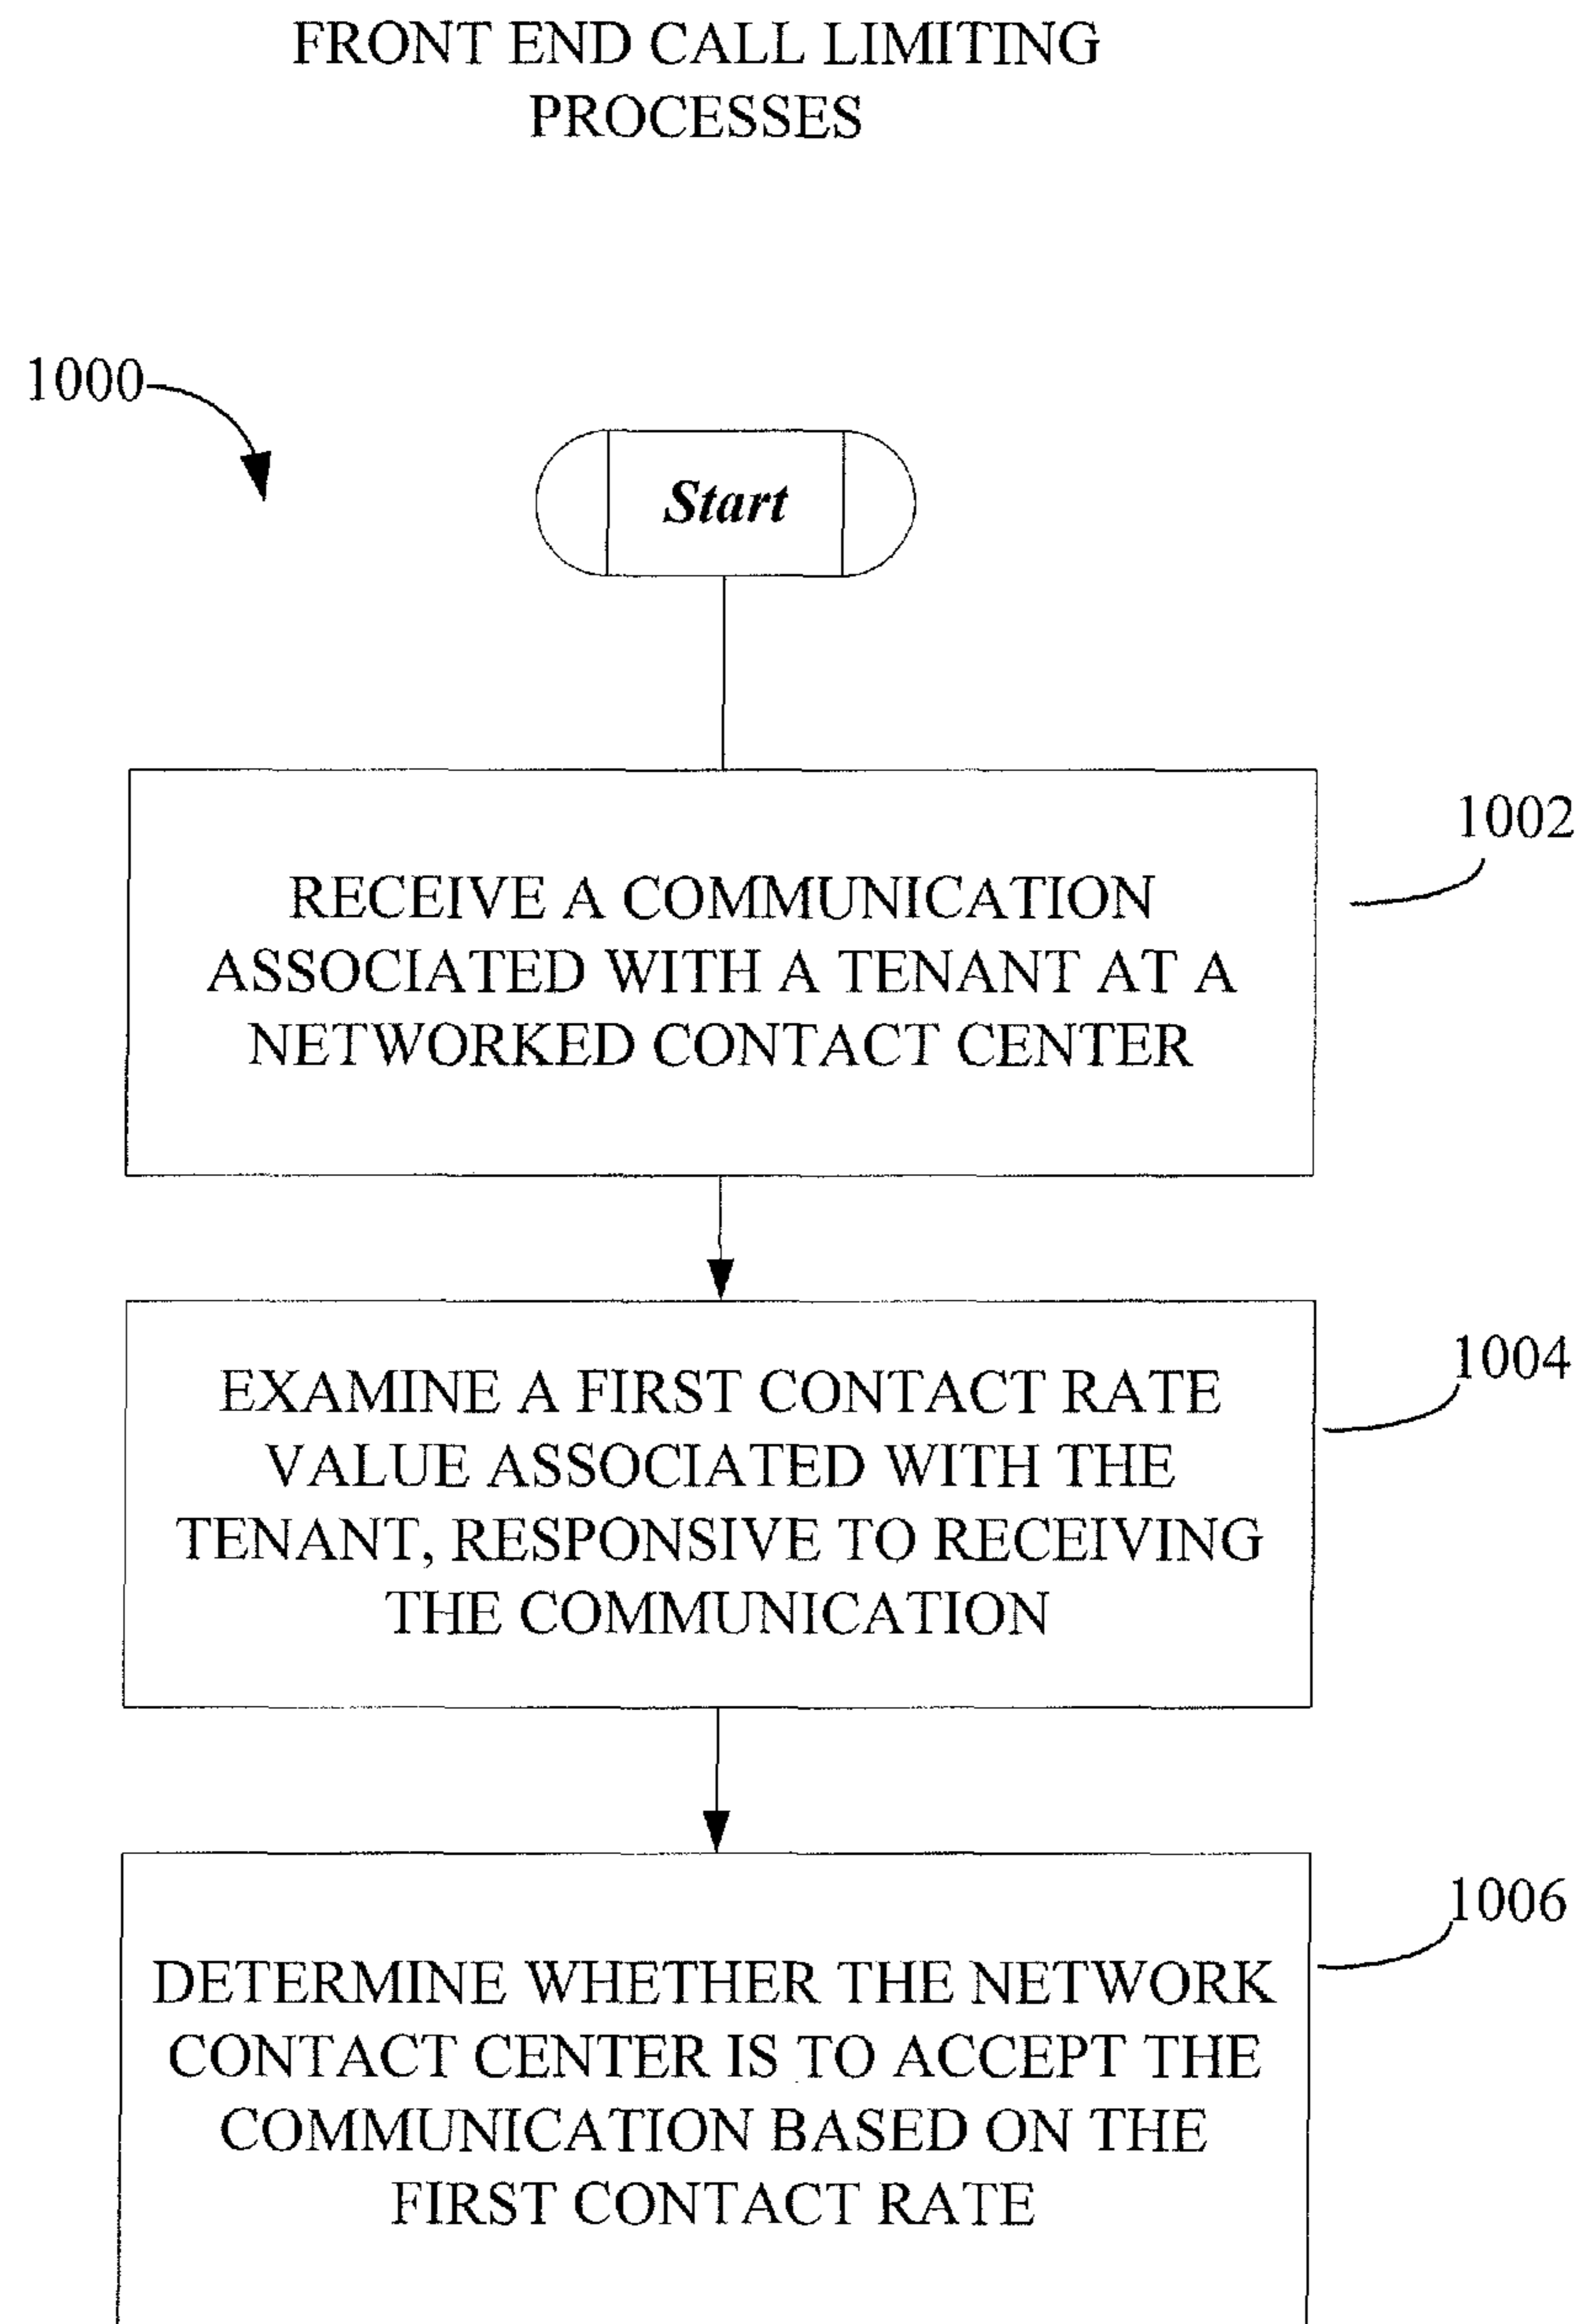 FRONT END CALL LIMITING
PROCESSES
1000
Start
1002
RECEIVE A COMMUNICATION
ASSOCIATED WITH A TENANT AT A
NETWORKED CONTACT CENTER
1004
EXAMINE A FIRST CONTACT RATE
VALUE ASSOCIATED WITH THE
TENANT, RESPONSIVE TO RECEIVING
THE COMMUNICATION
1006
DETERMINE WHETHER THE NETWORK
CONTACT CENTER IS TO ACCEPT THE
COMMUNICATION BASED ON THE
FIRST CONTACT RATE